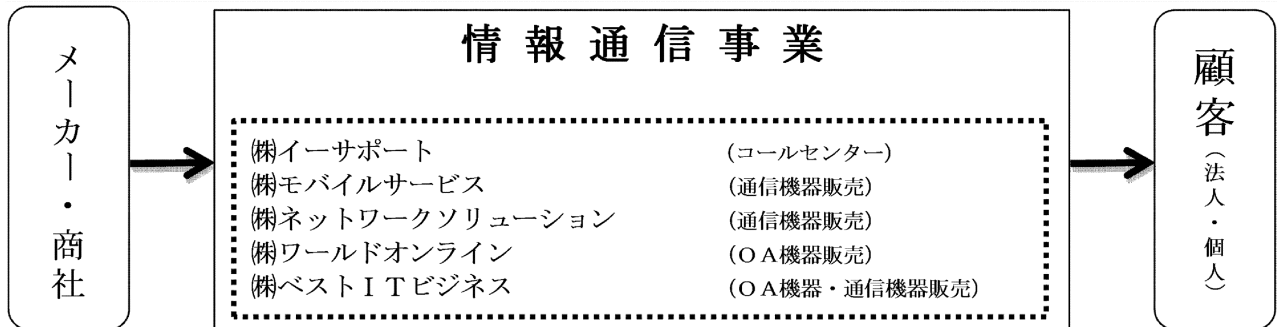 メーカー・商社
情報通信事業
㈱イーサポート (コールセンター)
㈱モバイルサービス (通信機器販売)
㈱ネットワークソリューション (通信機器販売)
㈱ワールドオンライン (ОA機器販売)
㈱ベストＩＴビジネス (ОA機器・通信機器販売)
顧客(法人・個人)